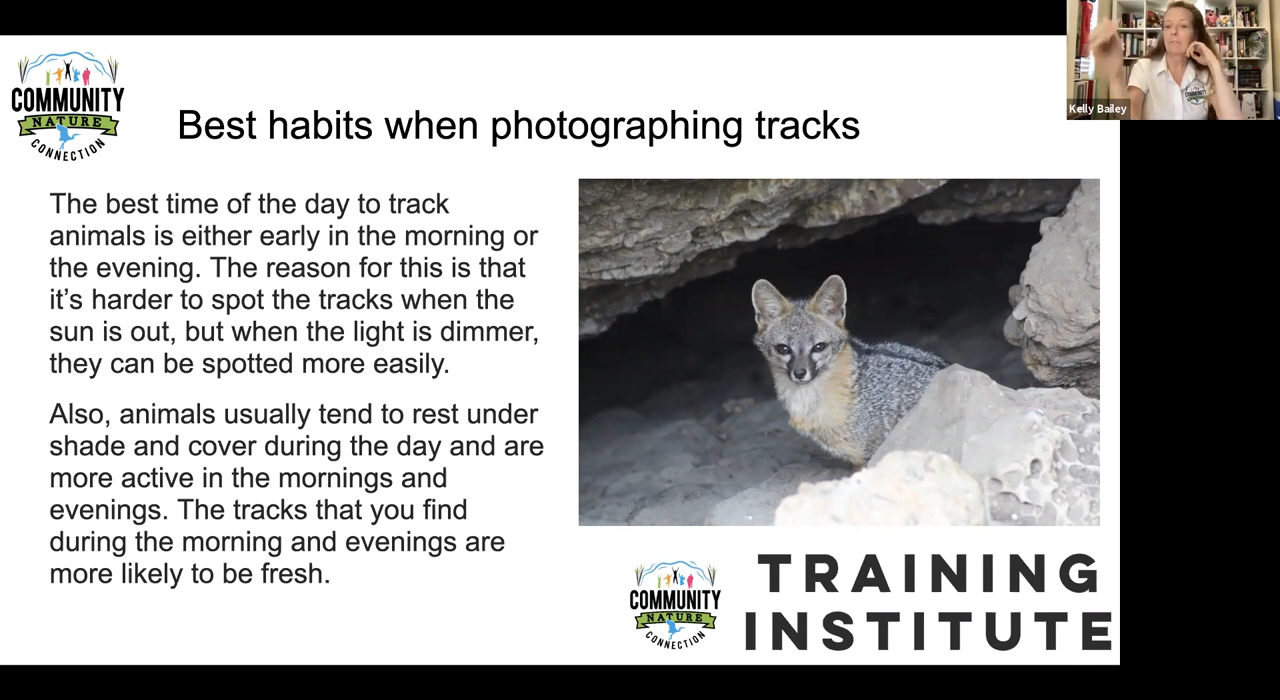 COMMUNITY
NATURE
CONNECTION
Best habits when photographing tracks
Kelly Bailey
The best time of the day to track
animals is either early in the morning or
the evening. The reason for this is that
it’s harder to spot the tracks when the
sun is out, but when the light is dimmer,
they can be spotted more easily.
Also, animals usually tend to rest under
shade and cover during the day and are
more active in the mornings and
evenings. The tracks that you find
during the morning and evenings are
more likely to be fresh.
COMMUNITY
NATURE
CONNECTION
TRAINING
INSTITUTE